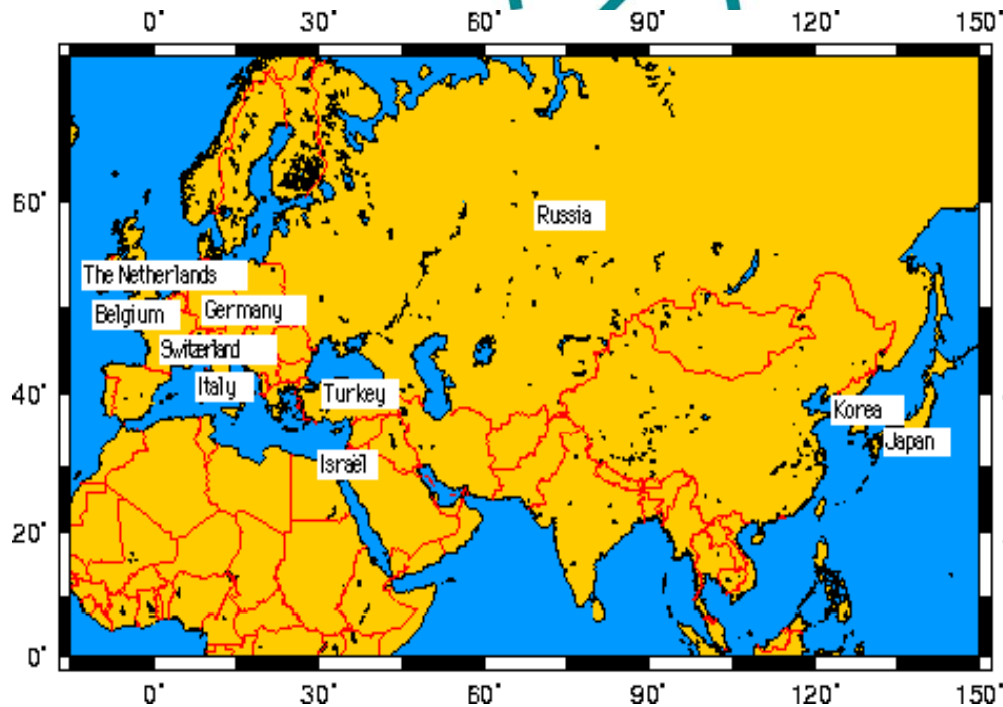 0° 30° 60° 90° 120° 150°
60°
Russia
The Netherlands
Belgium
Germany
Switzerland
Italy
Turkey
40°
Korea
Japan
Israël
20°
0°
0° 30° 60° 90° 120° 150°